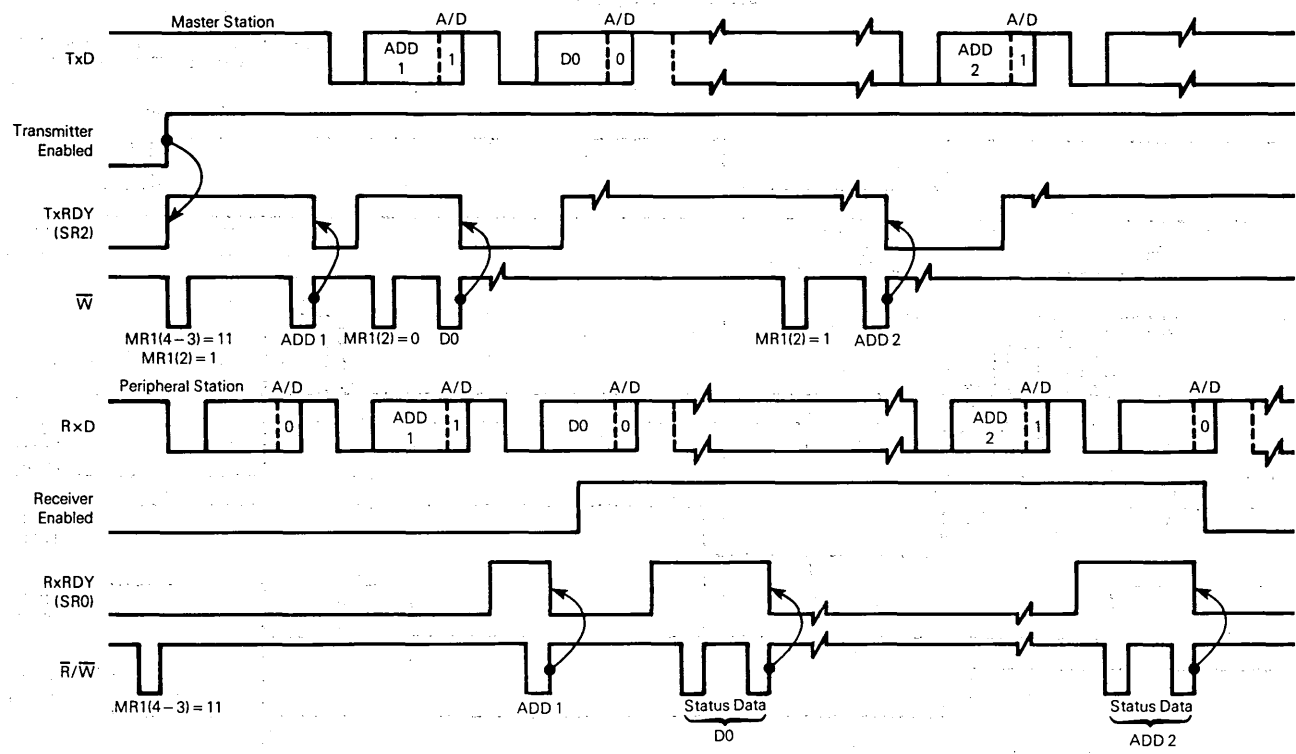 Master Station
A/D A/D A/D
TxD
ADD 1 1 D0 0 ADD 2 1
Transmitter Enabled
TxRDY (SR2)
W
MR1(4-3)=11 ADD 1 MR1(2)=0 D0 MR1(2)=1 ADD 2
MR1(2)=1
Peripheral Station
A/D A/D A/D A/D A/D
RxD
0 ADD 1 1 D0 0 ADD 2 1 0
Receiver Enabled
RxRDY (SR0)
R/W
MR1(4-3)=11 ADD 1 Status Data Status Data
D0 ADD 2